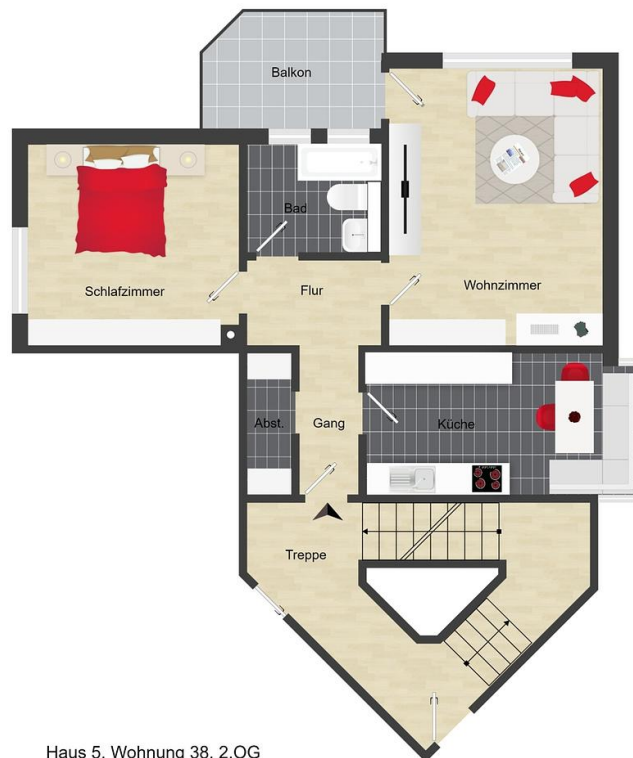 Balkon
Bad
Schlafzimmer
Flur
Wohnzimmer
Abst.
Gang
Küche
Treppe
Haus 5, Wohnung 38, 2.OG